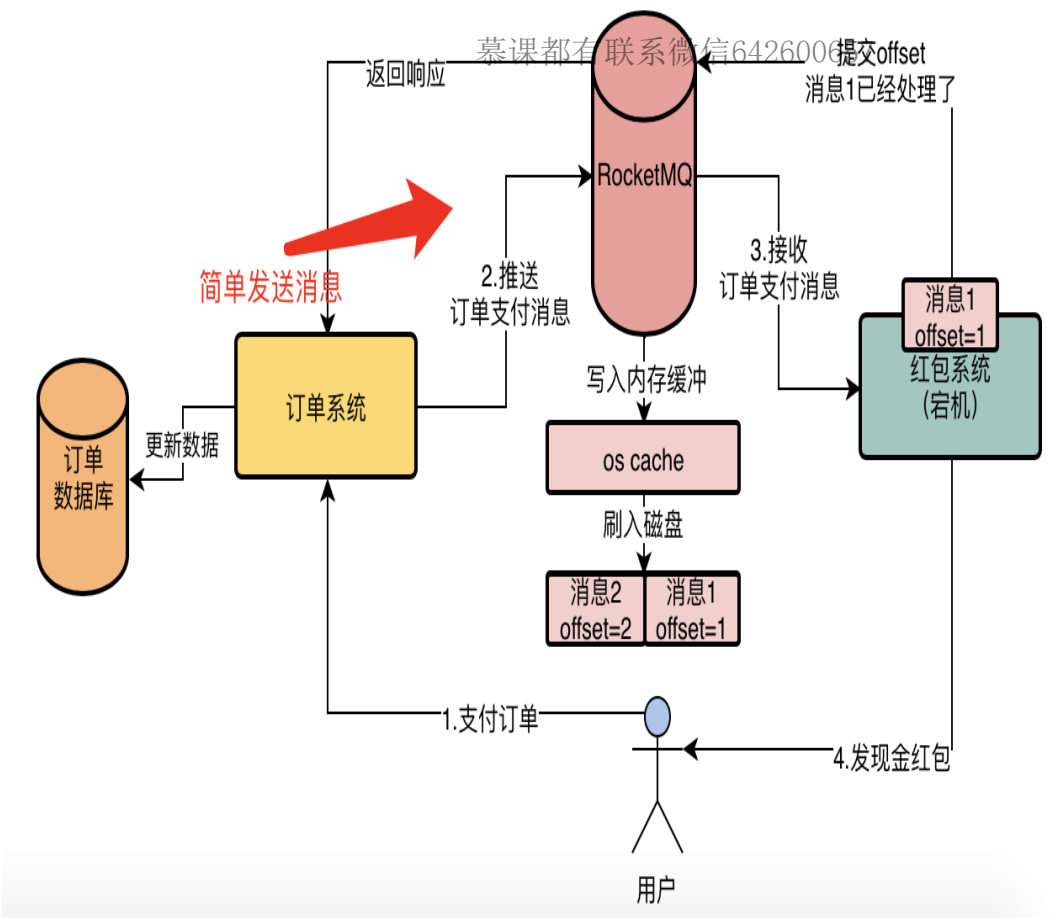 慕课都有联系微信642600657
返回响应
提交offset
消息1已经处理了
RocketMQ
简单发送消息
2.推送
订单支付消息
3.接收
订单支付消息
消息1
offset=1
红包系统
（宕机）
订单系统
更新数据
订单
数据库
写入内存缓冲
os cache
刷入磁盘
消息2
offset=2
消息1
offset=1
1.支付订单
4.发现金红包
用户